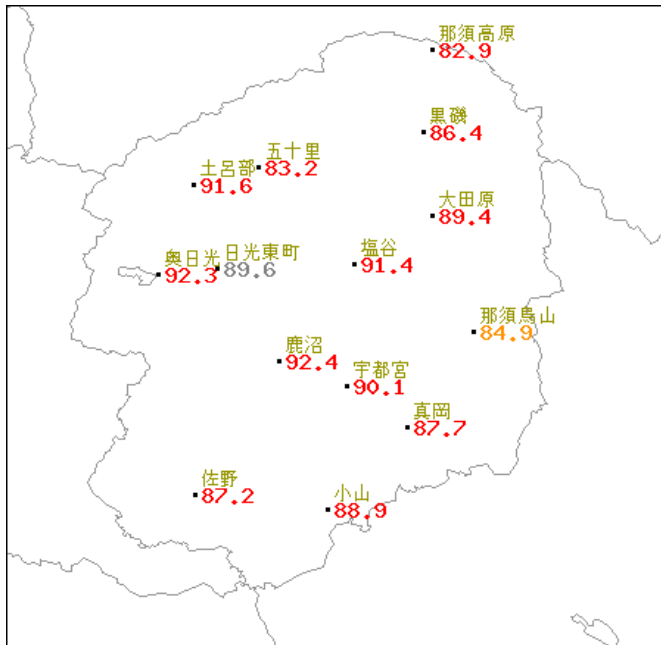 那須高原
82.9
黒磯
86.4
五十里
83.2
土呂部
91.6
大田原
89.4
奥日光
92.3
日光東町
89.6
塩谷
91.4
那須烏山
84.9
鹿沼
92.4
宇都宮
90.1
真岡
87.7
佐野
87.2
小山
88.9